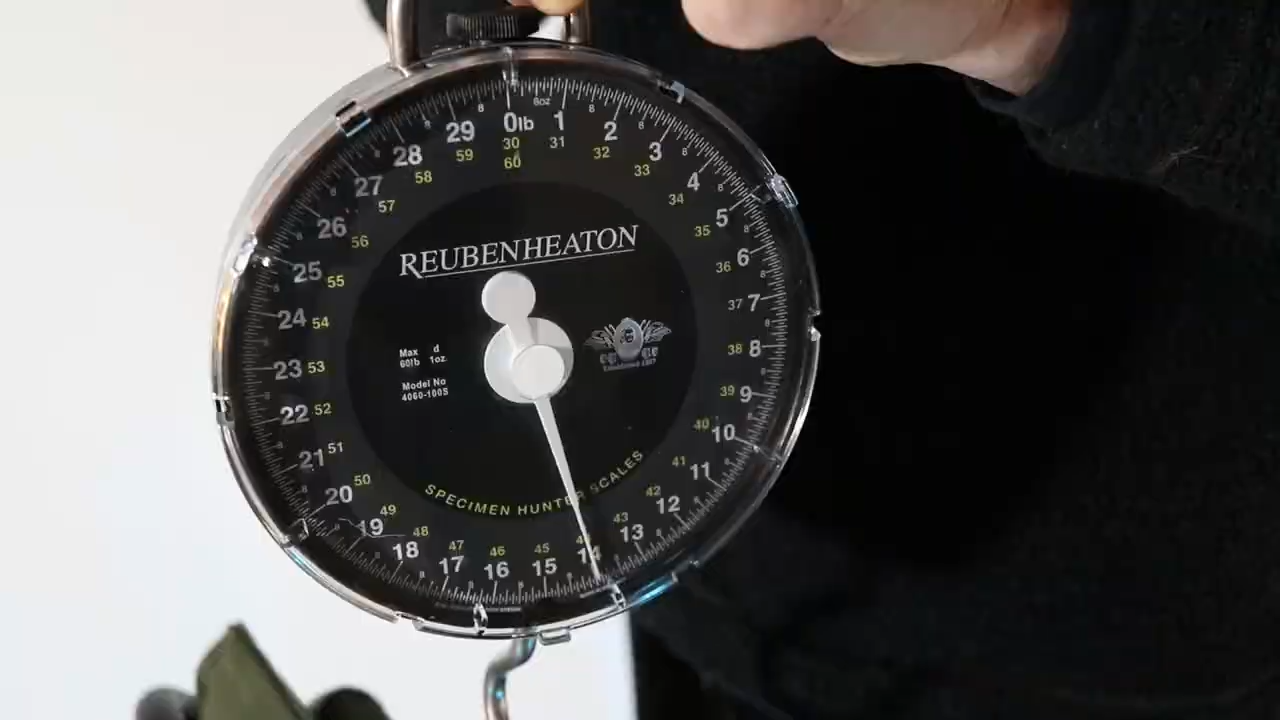 8oz
0lb 1 2 3 4 5 6 7 8 9 10 11 12 13 14 15 16 17 18 19 20 21 22 23 24 25 26 27 28 29
30 31 32 33 34 35 36 37 38 39 40 41 42 43 45 46 47 48 49 50 51 52 53 54 55 56 57 58 59 60
REUBENHEATON
Max d
60lb 1oz
Model No
4060-100S
SPECIMEN HUNTER SCALES